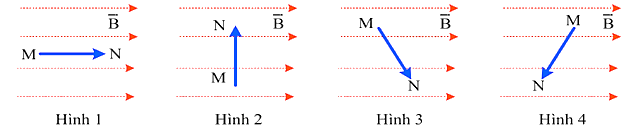 B̅
M N
Hình 1
B̅
N
M
Hình 2
M B̅
N
Hình 3
M B̅
N
Hình 4